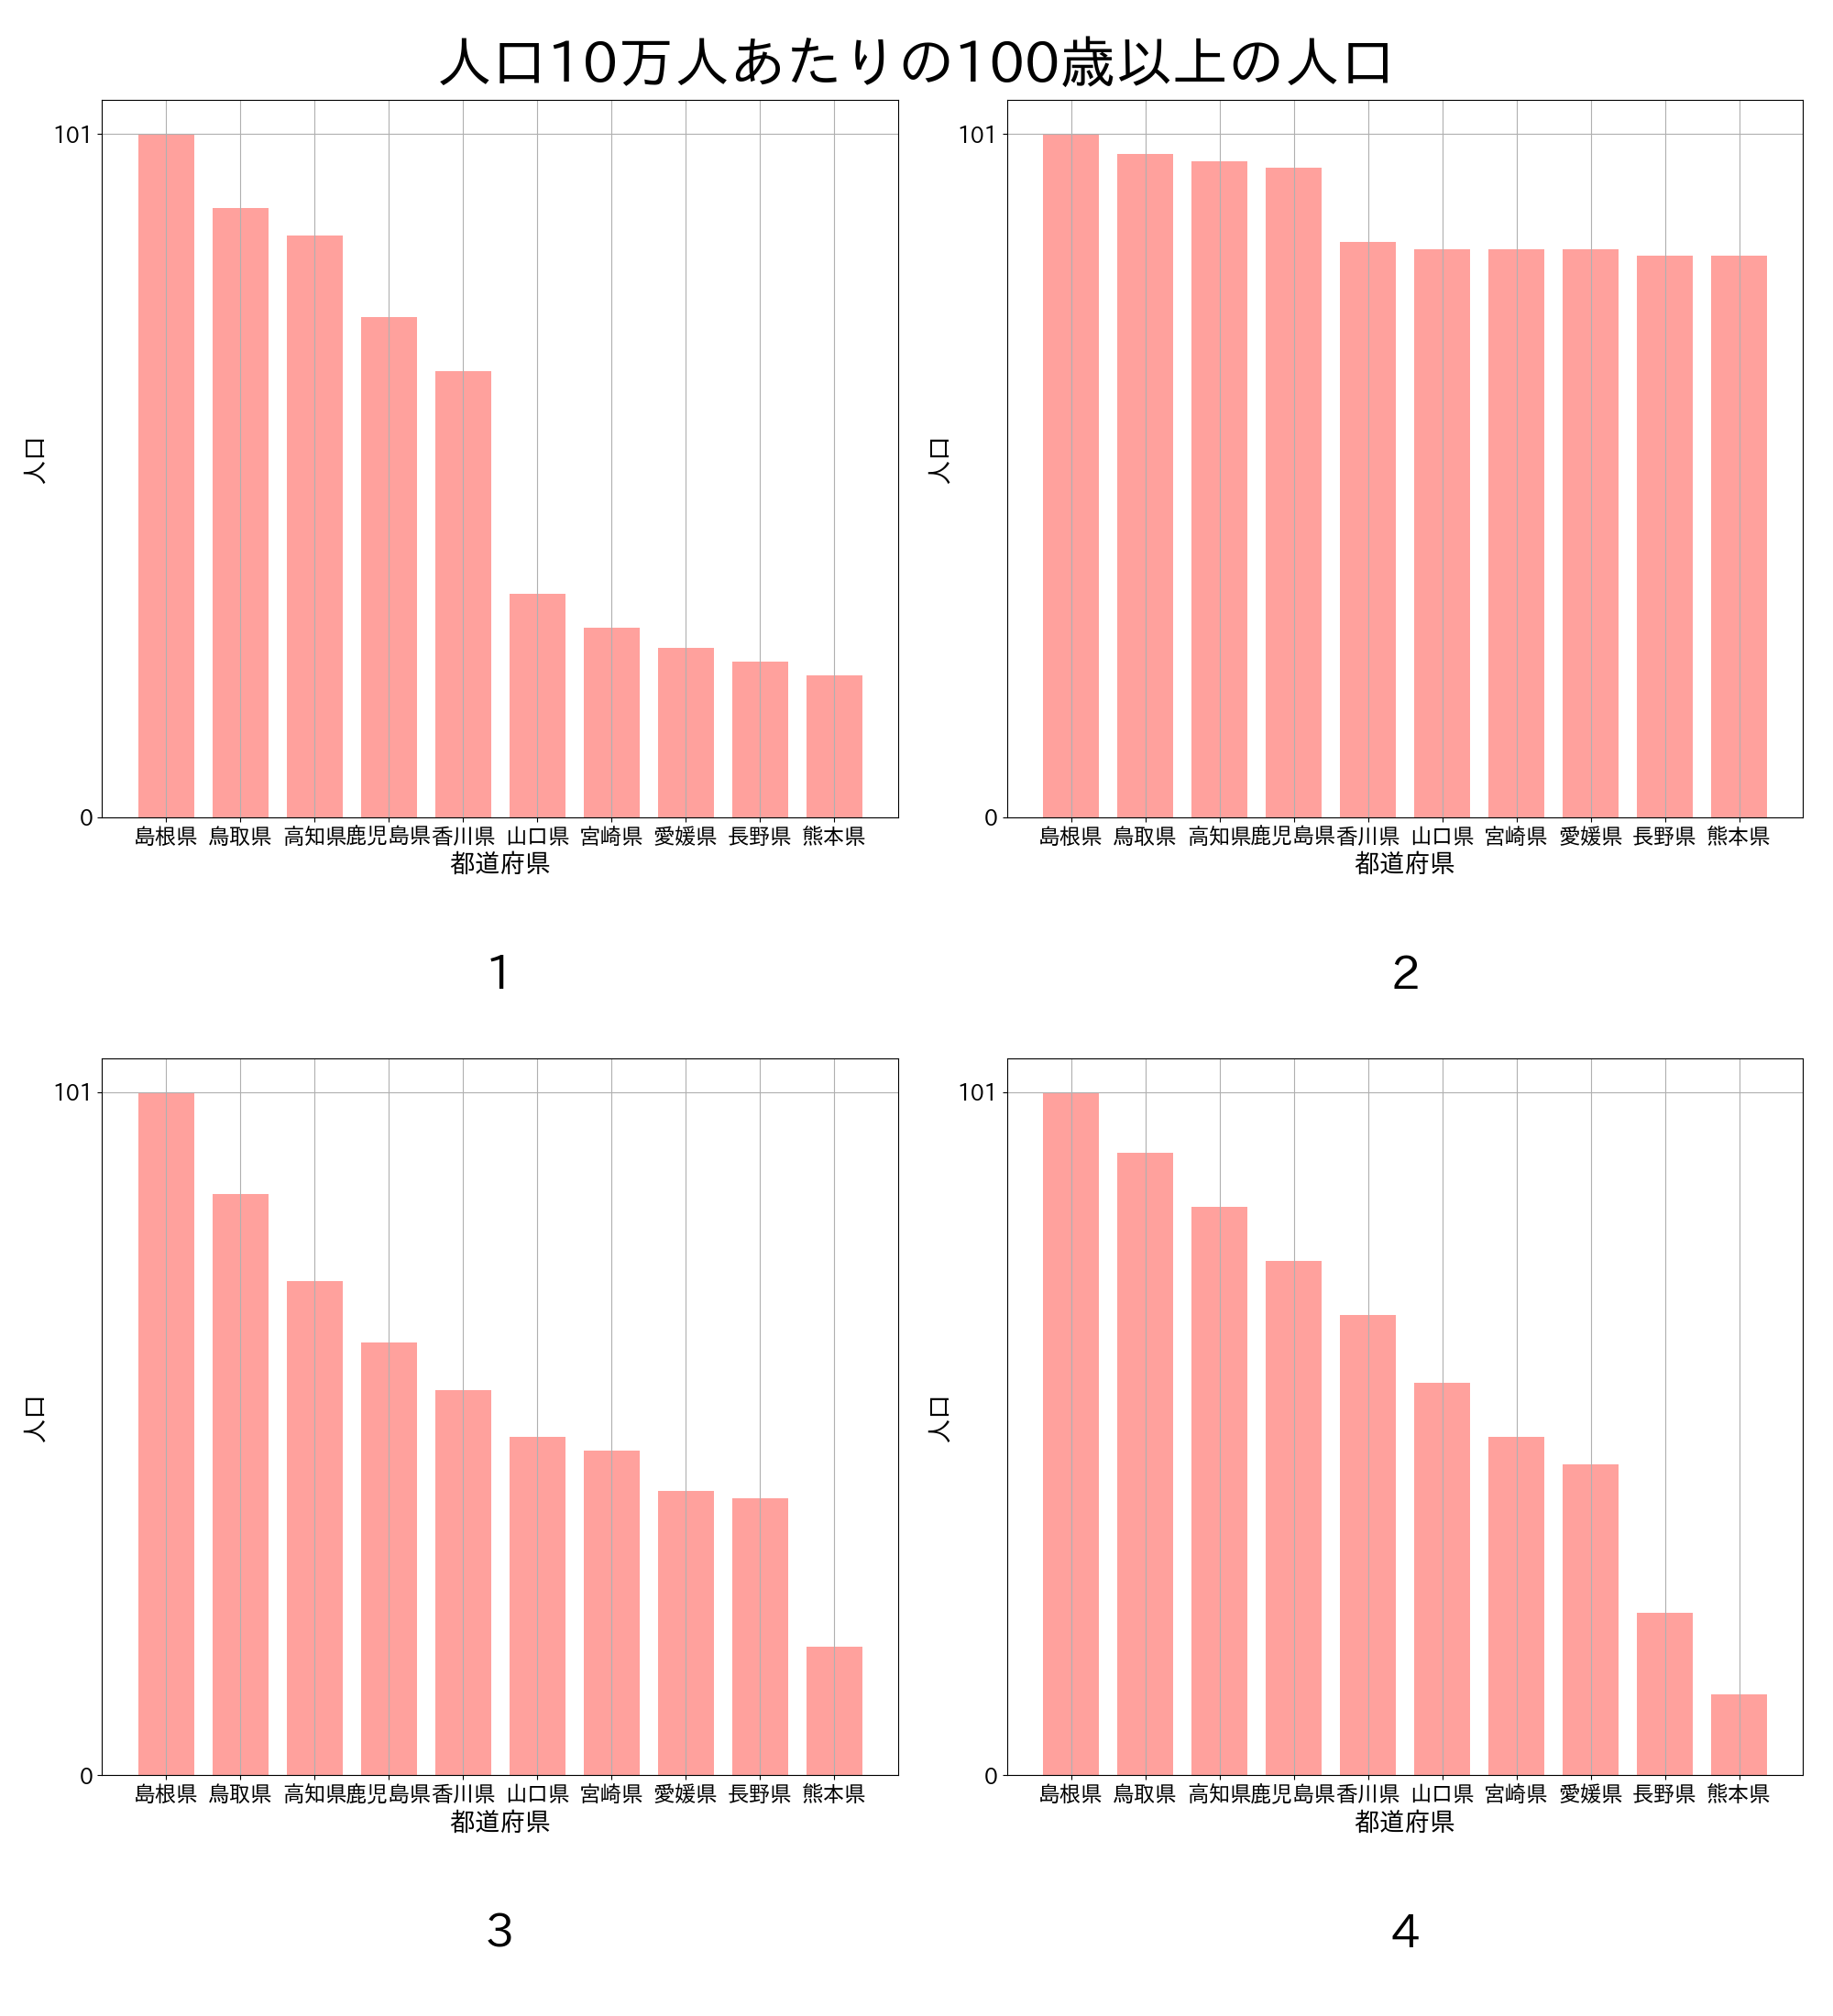 人口10万人あたりの100歳以上の人口
101
0
人口
島根県 鳥取県 高知県 鹿児島県 香川県 山口県 宮崎県 愛媛県 長野県 熊本県
都道府県
1
101
0
人口
島根県 鳥取県 高知県 鹿児島県 香川県 山口県 宮崎県 愛媛県 長野県 熊本県
都道府県
2
101
0
人口
島根県 鳥取県 高知県 鹿児島県 香川県 山口県 宮崎県 愛媛県 長野県 熊本県
都道府県
3
101
0
人口
島根県 鳥取県 高知県 鹿児島県 香川県 山口県 宮崎県 愛媛県 長野県 熊本県
都道府県
4